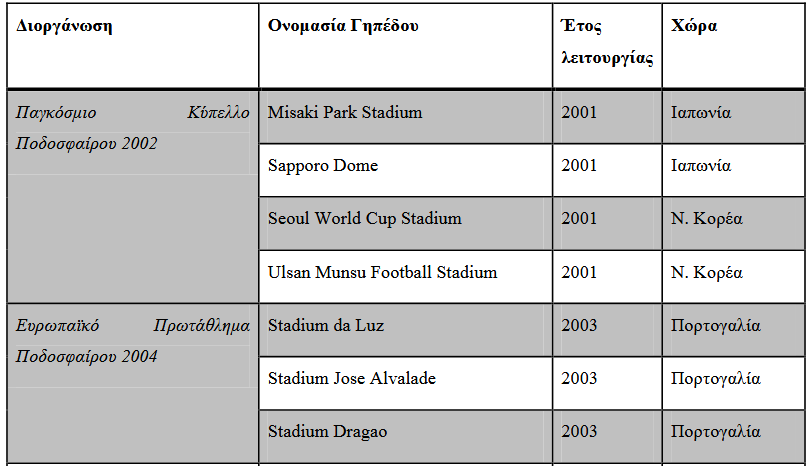 Διοργάνωση Ονομασία Γηπέδου Έτος λειτουργίας Χώρα
Παγκόσμιο Κύπελλο Ποδοσφαίρου 2002 Misaki Park Stadium 2001 Ιαπωνία
Sapporo Dome 2001 Ιαπωνία
Seoul World Cup Stadium 2001 Ν. Κορέα
Ulsan Munsu Football Stadium 2001 Ν. Κορέα
Ευρωπαϊκό Πρωτάθλημα Ποδοσφαίρου 2004 Stadium da Luz 2003 Πορτογαλία
Stadium Jose Alvalade 2003 Πορτογαλία
Stadium Dragao 2003 Πορτογαλία